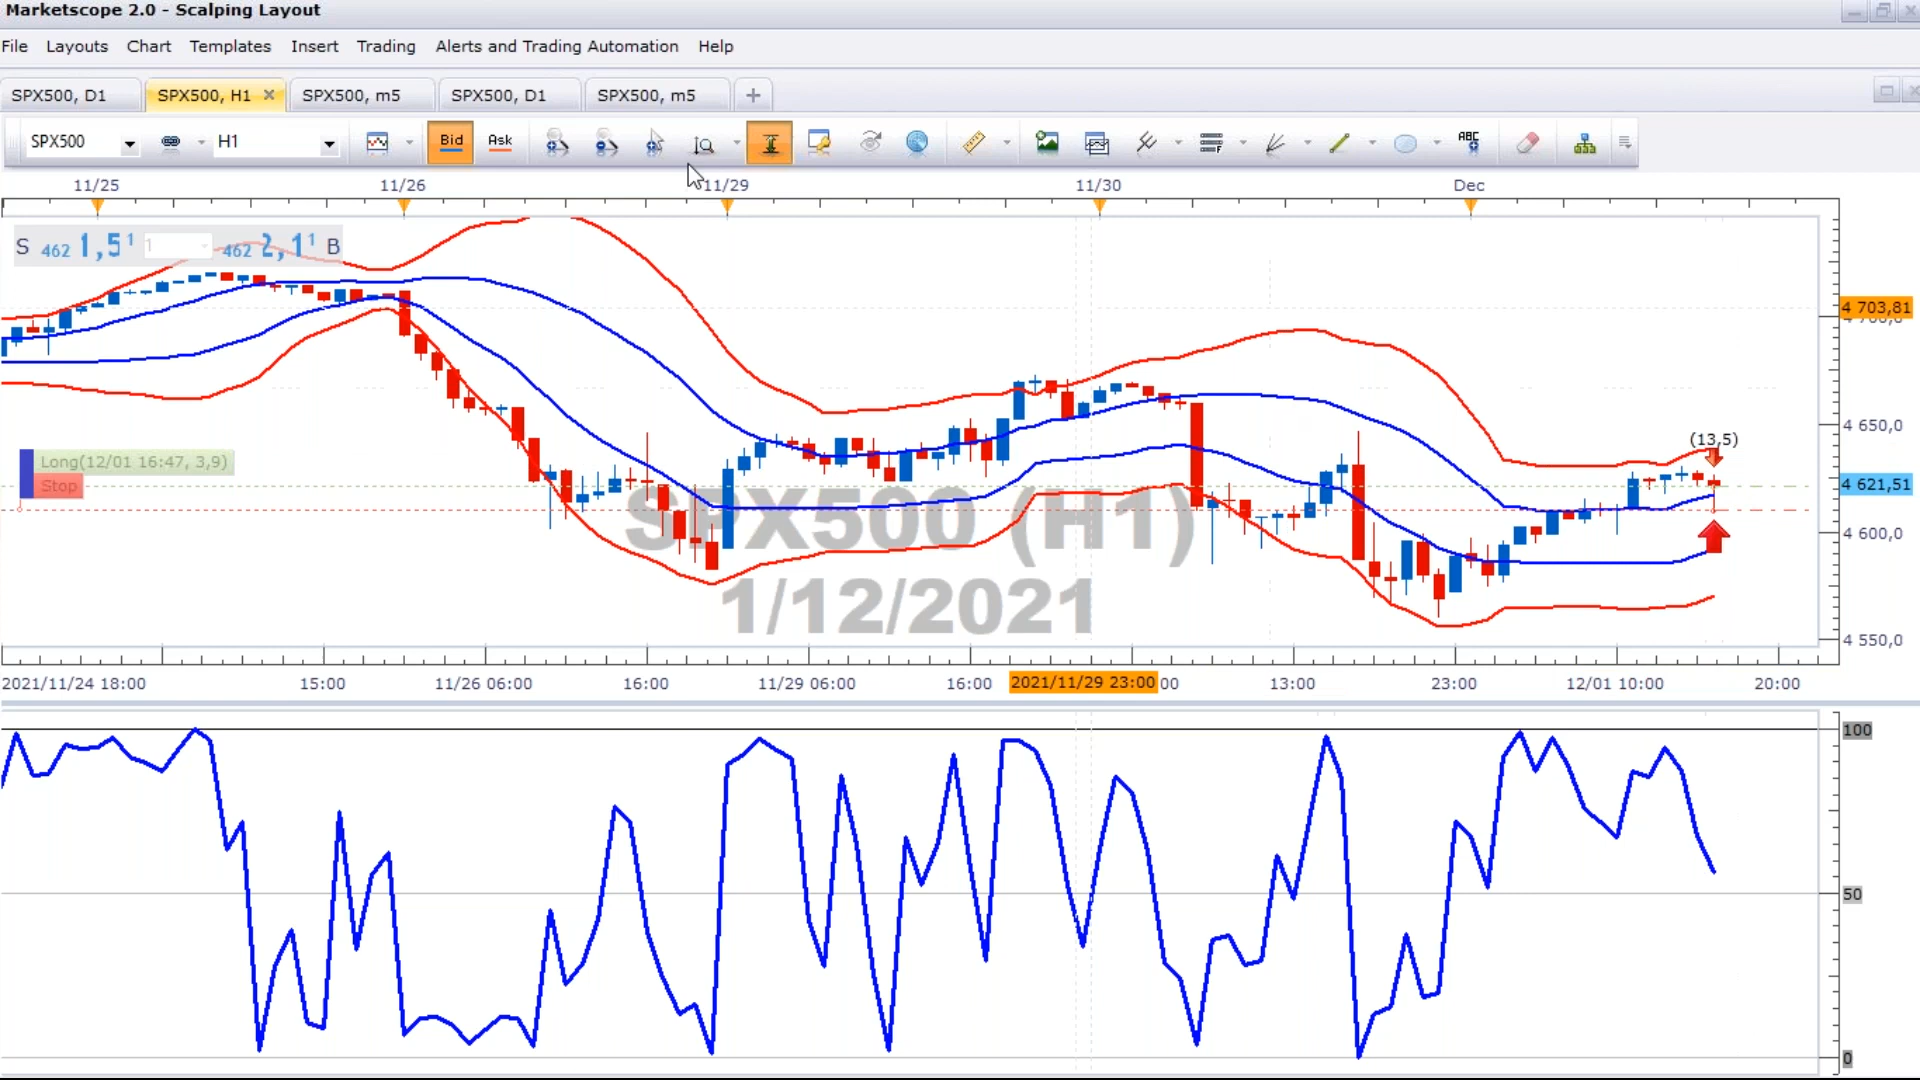 Marketscope 2.0 - Scalping Layout
File Layouts Chart Templates Insert Trading Alerts and Trading Automation Help
SPX500, D1 SPX500, H1 SPX500, m5 SPX500, D1 SPX500, m5
SPX500 H1 Bid Ask ABC
11/25 11/26 11/29 11/30 Dec
S 462 1,5 1 1 462 2,1 1 B
4 703,81
4 650,0
(13,5)
Long(12/01 16:47, 3,9)
Stop
4 621,51
SPX500 (H1)
4 600,0
1/12/2021
4 550,0
2021/11/24 18:00 15:00 11/26 06:00 16:00 11/29 06:00 16:00 2021/11/29 23:00 00 13:00 23:00 12/01 10:00 20:00
100
50
0